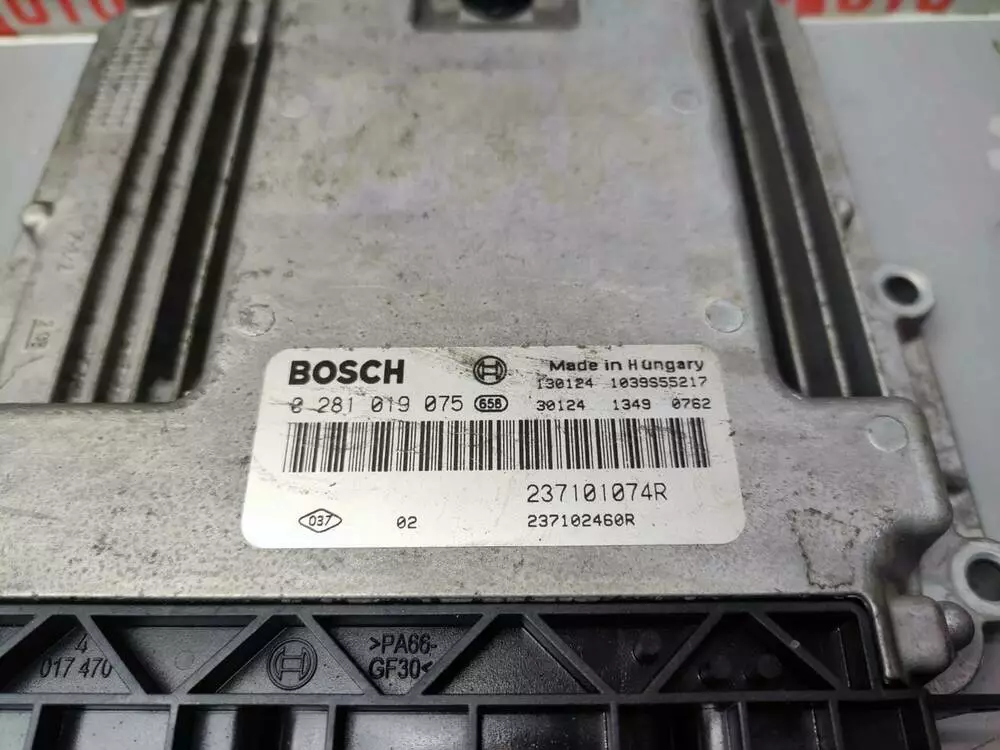 BOSCH
Made in Hungary
130124 1039S55217
0 281 019 075 658 30124 1349 0762
237101074R
037 02 237102460R
4
017 470
>PA66-
GF30<